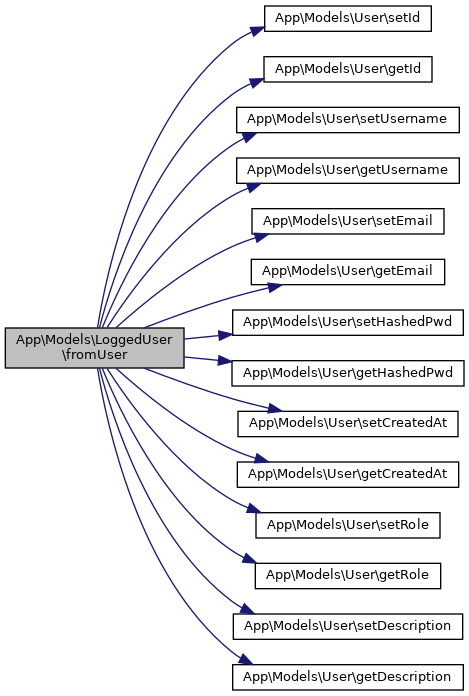 App\Models\User\setId
App\Models\User\getId
App\Models\User\setUsername
App\Models\User\getUsername
App\Models\User\setEmail
App\Models\User\getEmail
App\Models\LoggedUser
\fromUser
App\Models\User\setHashedPwd
App\Models\User\getHashedPwd
App\Models\User\setCreatedAt
App\Models\User\getCreatedAt
App\Models\User\setRole
App\Models\User\getRole
App\Models\User\setDescription
App\Models\User\getDescription